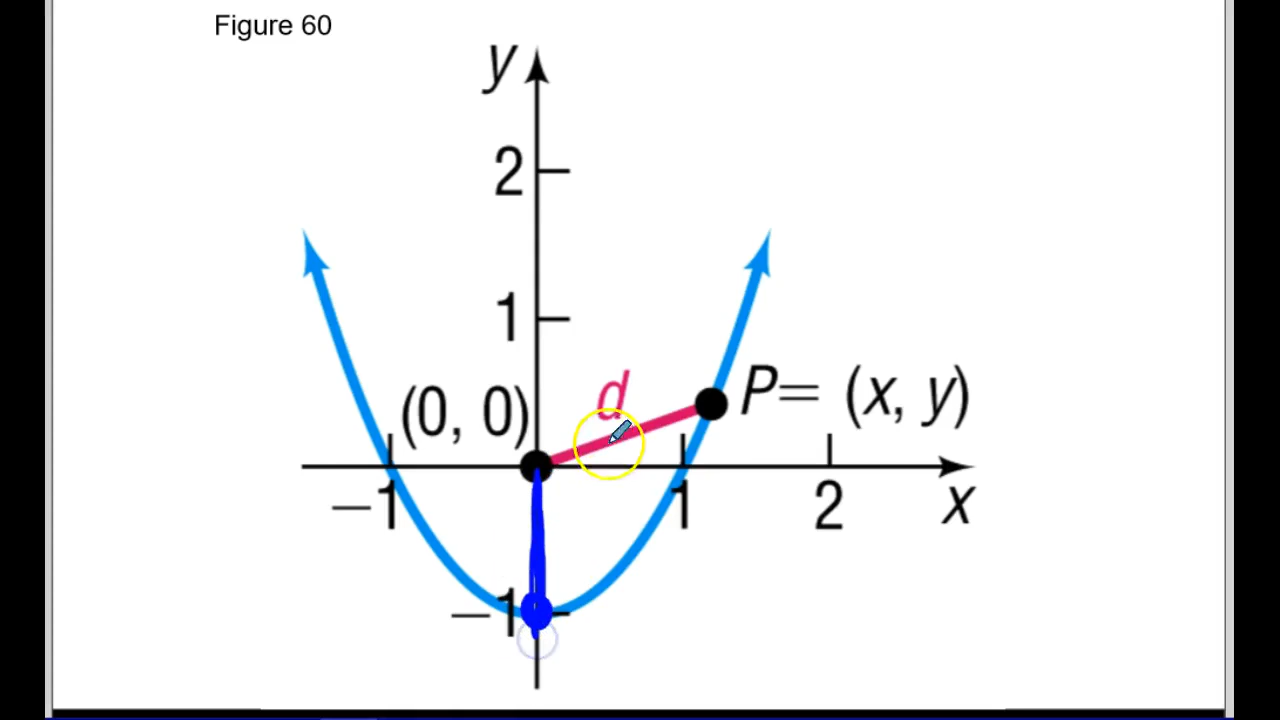 Figure 60
y
2
1
d
(0, 0)
P= (x, y)
−1
1
2
x
−1